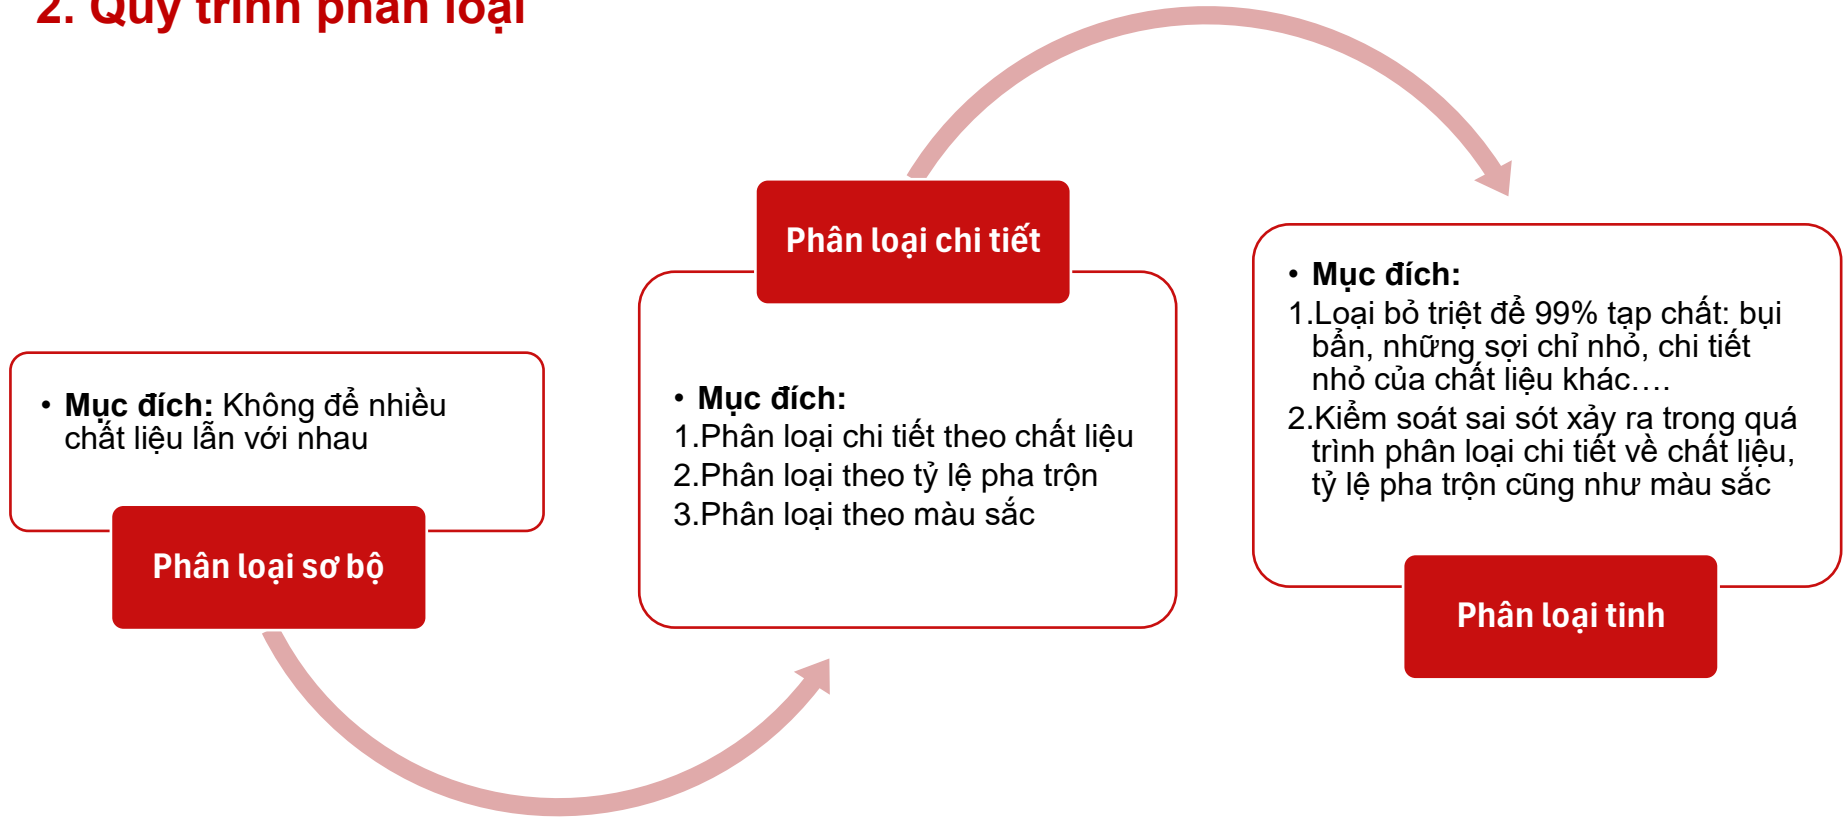 2. Quy trình phân loại
• Mục đích: Không để nhiều
chất liệu lẫn với nhau
Phân loại sơ bộ
Phân loại chi tiết
• Mục đích:
1.Phân loại chi tiết theo chất liệu
2.Phân loại theo tỷ lệ pha trộn
3.Phân loại theo màu sắc
• Mục đích:
1.Loại bỏ triệt để 99% tạp chất: bụi
bẩn, những sợi chỉ nhỏ, chi tiết
nhỏ của chất liệu khác….
2.Kiểm soát sai sót xảy ra trong quá
trình phân loại chi tiết về chất liệu,
tỷ lệ pha trộn cũng như màu sắc
Phân loại tinh